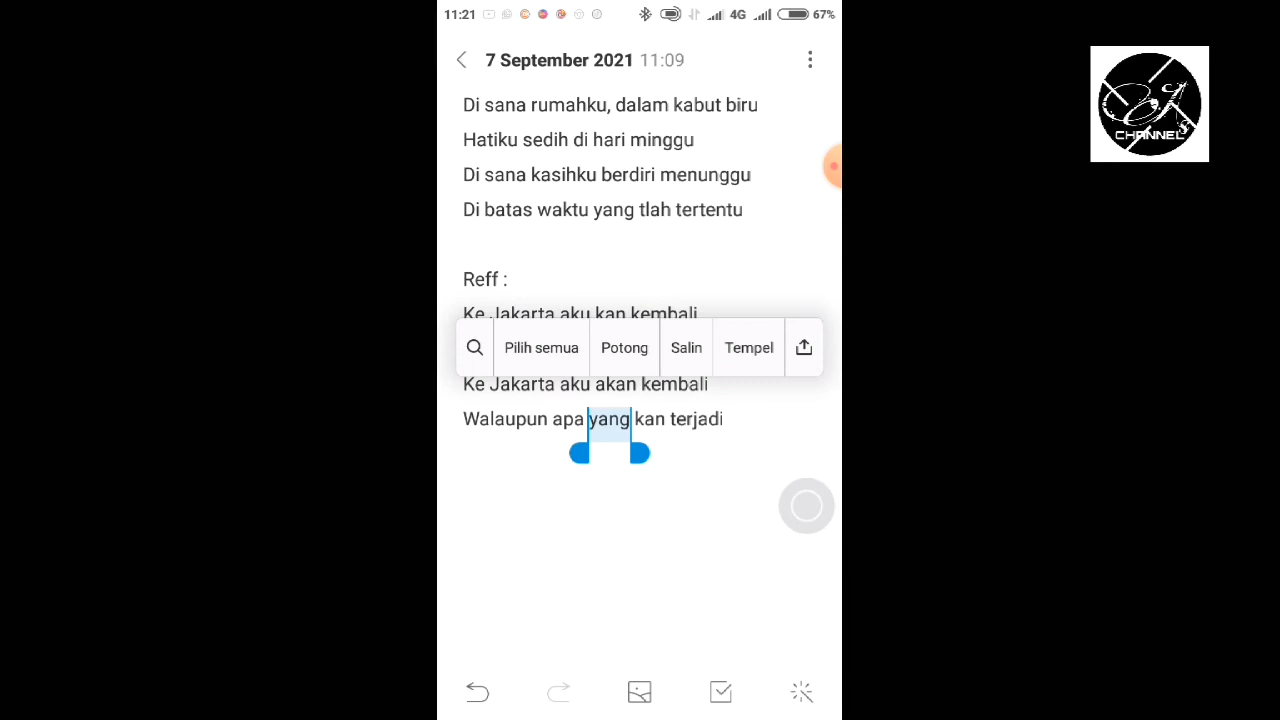 11:21 4G 67%
7 September 2021 11:09
Di sana rumahku, dalam kabut biru
Hatiku sedih di hari minggu
Di sana kasihku berdiri menunggu
Di batas waktu yang tlah tertentu
Reff :
Ke Jakarta aku kan kembali
Pilih semua Potong Salin Tempel
Ke Jakarta aku akan kembali
Walaupun apa yang kan terjadi
CHANNEL